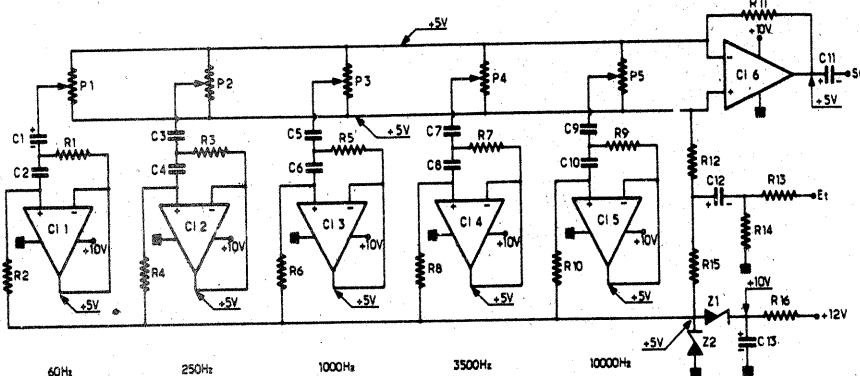 R11
+5V
+10V
C11
CI 6
+5V
P1
P2
P3
P4
P5
C1
R1
C3
R3
C5
R5
C7
R7
C9
R9
+5V
C2
C4
C6
C8
C10
R12
C12
R13
Et
CI 1
CI 2
CI 3
CI 4
CI 5
+10V
+10V
+10V
+10V
+10V
R14
R2
R4
R6
R8
R10
R15
+5V
+5V
+5V
+5V
+5V
+10V
Z1
R16
+12V
+5V
Z2
C13
60Hz
250Hz
1000Hz
3500Hz
10000Hz